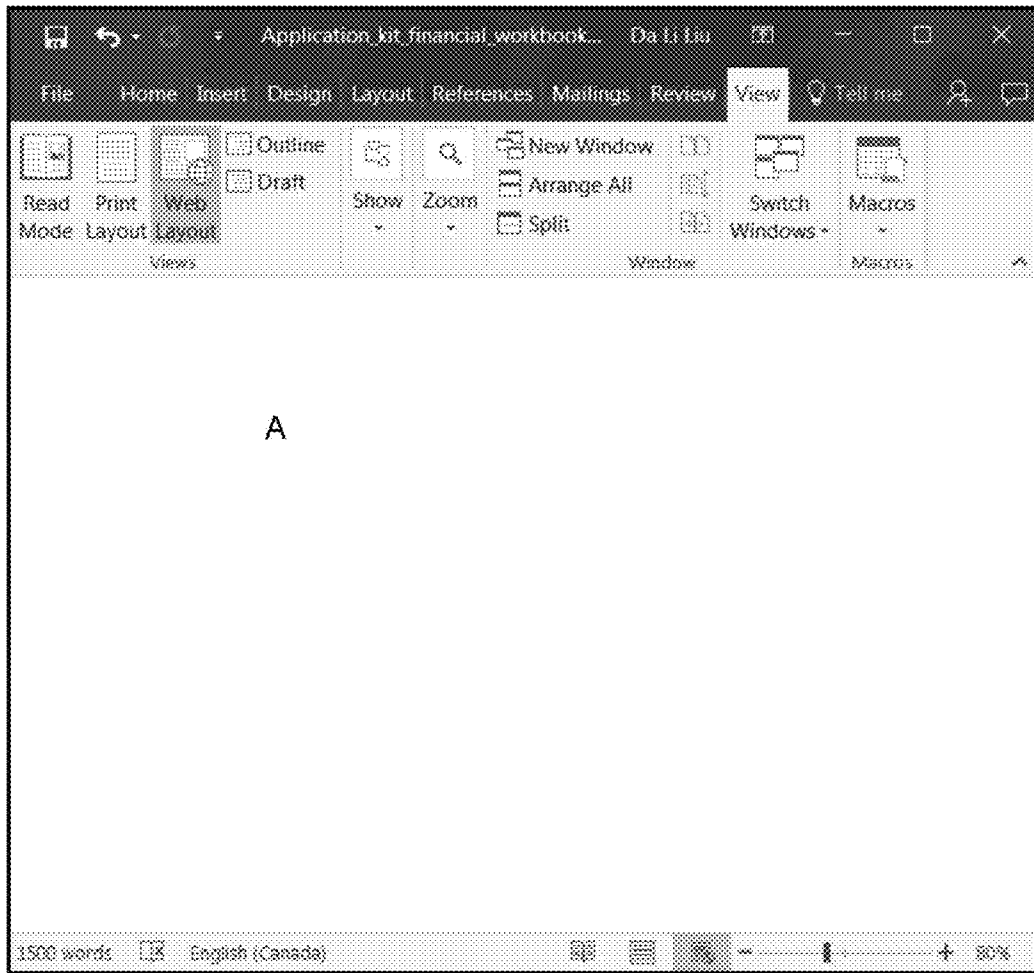 Application_kit_financial_workbook... Da Li Liu
File Home Insert Design Layout References Mailings Review View Tell me
Read Mode
Print Layout
Web Layout
Outline
Draft
Views
Show
Zoom
New Window
Arrange All
Split
Switch Windows
Window
Macros
Macros
A
1500 words English (Canada) 80%